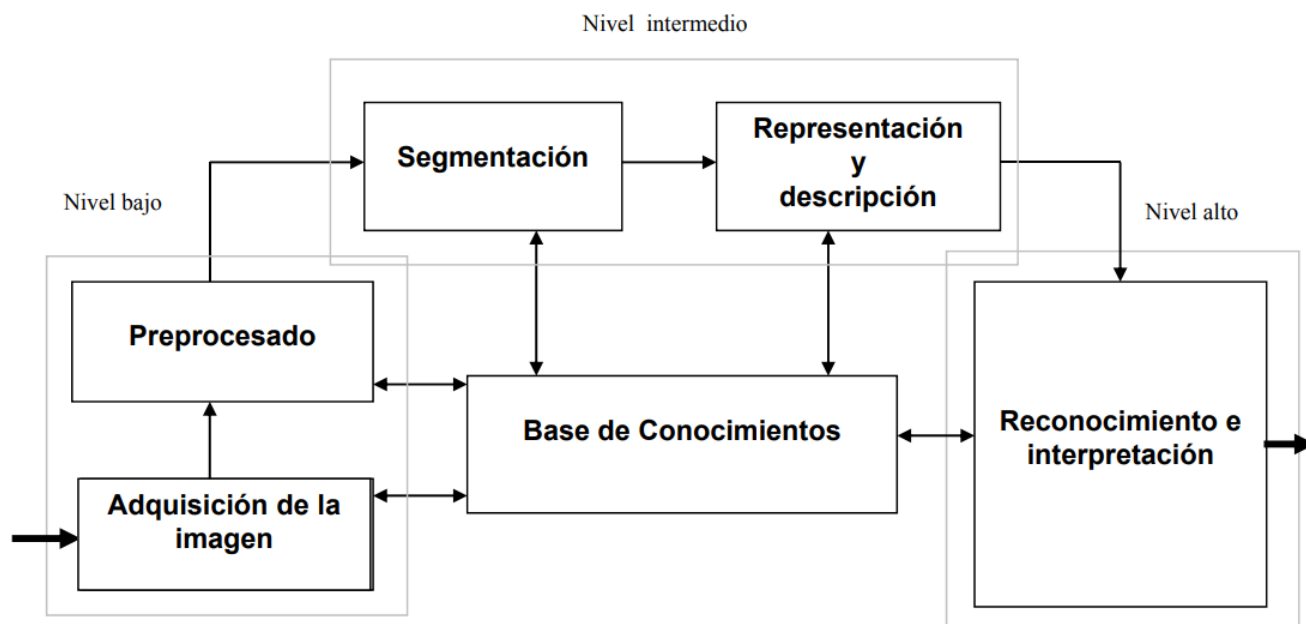 Nivel intermedio
Segmentación
Representación
y
descripción
Nivel bajo
Nivel alto
Preprocesado
Base de Conocimientos
Reconocimiento e
interpretación
Adquisición de la
imagen